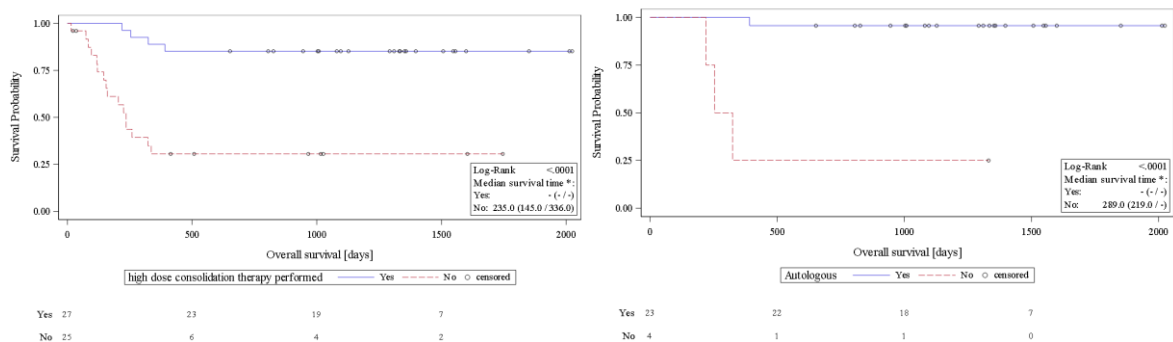 1.00
0.75
0.50
0.25
0.00
Survival Probability
Log-Rank <.0001
Median survival time *:
Yes: - (- / -)
No: 235.0 (145.0 / 336.0)
0 500 1000 1500 2000
Overall survival [days]
high dose consolidation therapy performed Yes No censored
Yes 27 23 19 7
No 25 6 4 2
1.00
0.75
0.50
0.25
0.00
Survival Probability
Log-Rank <.0001
Median survival time *:
Yes: - (- / -)
No: 289.0 (219.0 / -)
0 500 1000 1500 2000
Overall survival [days]
Autologous Yes No censored
Yes 23 22 18 7
No 4 1 1 0